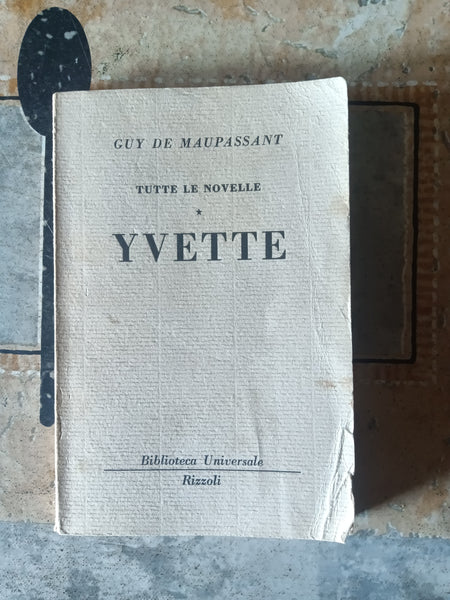 GUY DE MAUPASSANT
TUTTE LE NOVELLE
*
YVETTE
Biblioteca Universale
Rizzoli